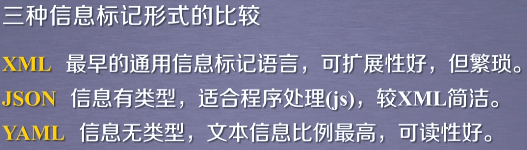 三种信息标记形式的比较
XML 最早的通用信息标记语言，可扩展性好，但繁琐。
JSON 信息有类型，适合程序处理(js)，较XML简洁。
YAML 信息无类型，文本信息比例最高，可读性好。